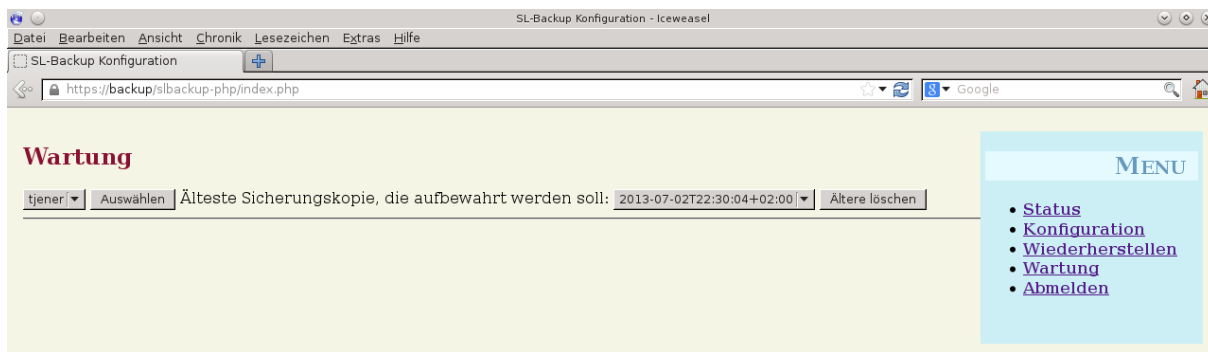 SL-Backup Konfiguration - Iceweasel
Datei Bearbeiten Ansicht Chronik Lesezeichen Extras Hilfe
SL-Backup Konfiguration
https://backup/slbackup-php/index.php
8 Google
Wartung
tjener Auswählen Älteste Sicherungskopie, die aufbewahrt werden soll: 2013-07-02T22:30:04+02:00 Ältere löschen
MENU
• Status
• Konfiguration
• Wiederherstellen
• Wartung
• Abmelden